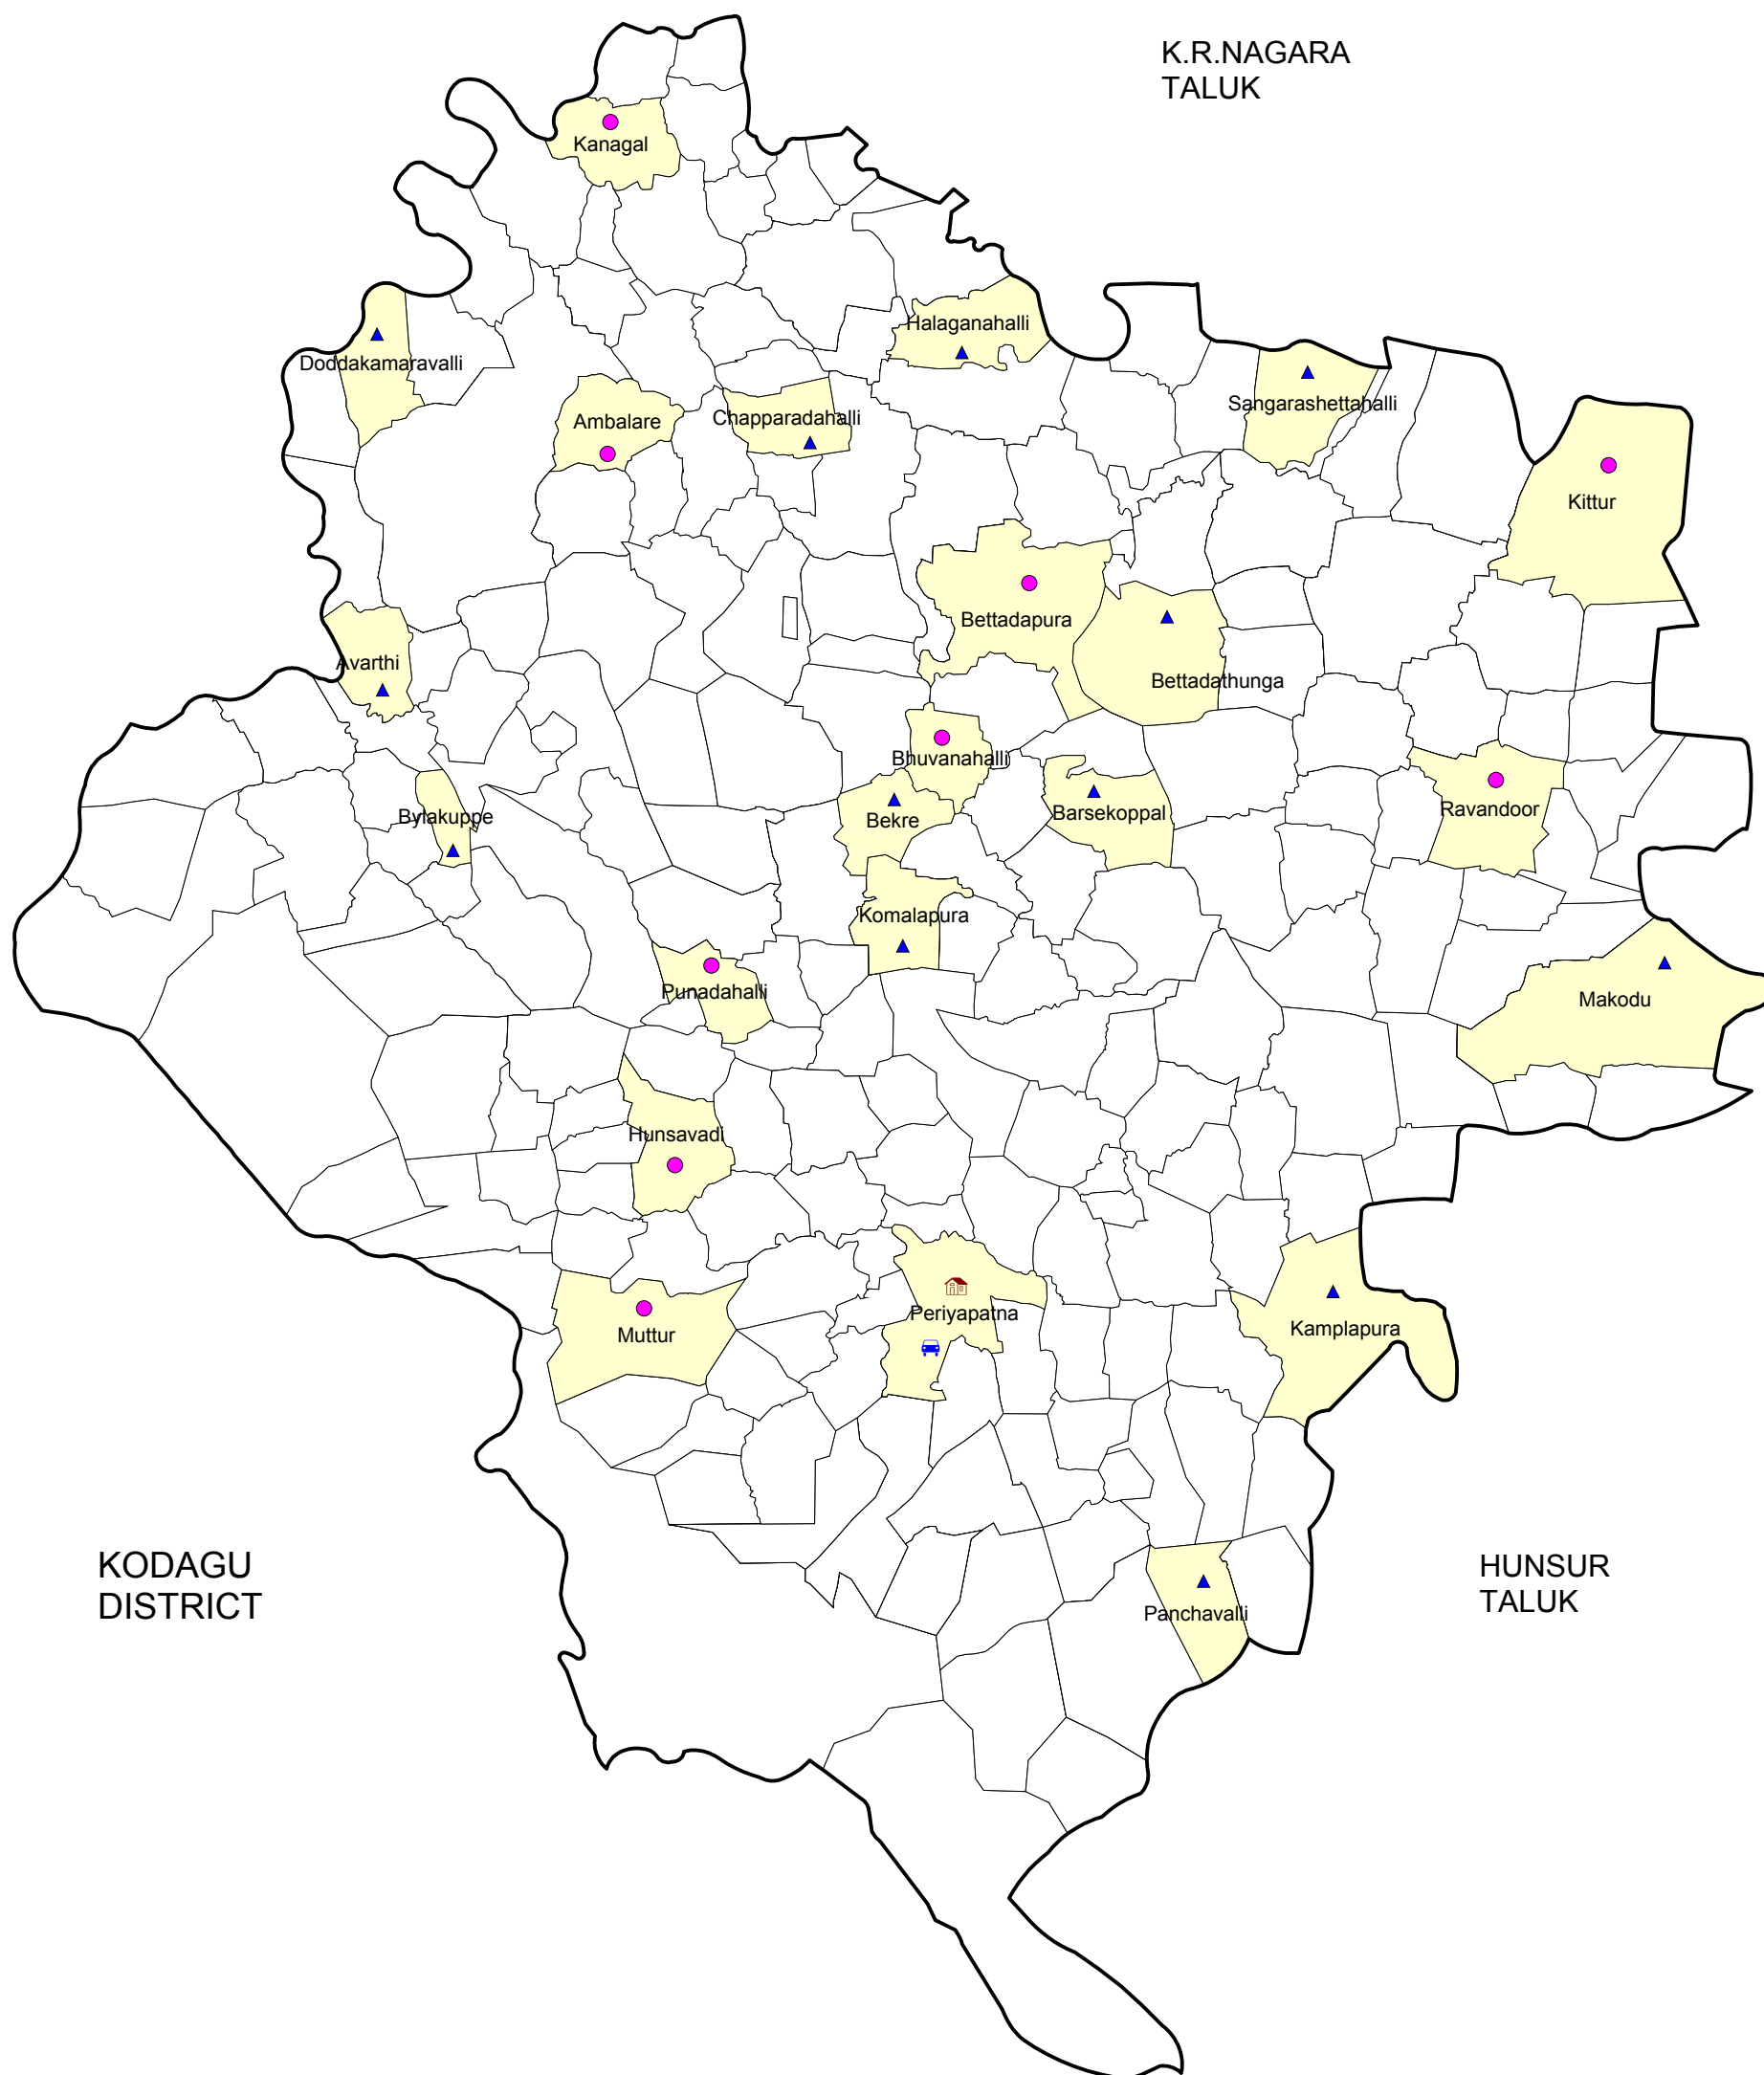 K.R.NAGARA
TALUK
Kanagal
Halaganahalli
Doddakamaravalli
Sangarashettahalli
Ambalare
Chapparadahalli
Kittur
Bettadapura
Avarthi
Bettadathunga
Bhuvanahalli
Ravandoor
Barsekoppal
Bylakuppe
Bekre
Komalapura
Punadahalli
Makodu
Hunsavadi
Periyapatna
Kamplapura
Muttur
KODAGU
DISTRICT
HUNSUR
TALUK
Panchavalli